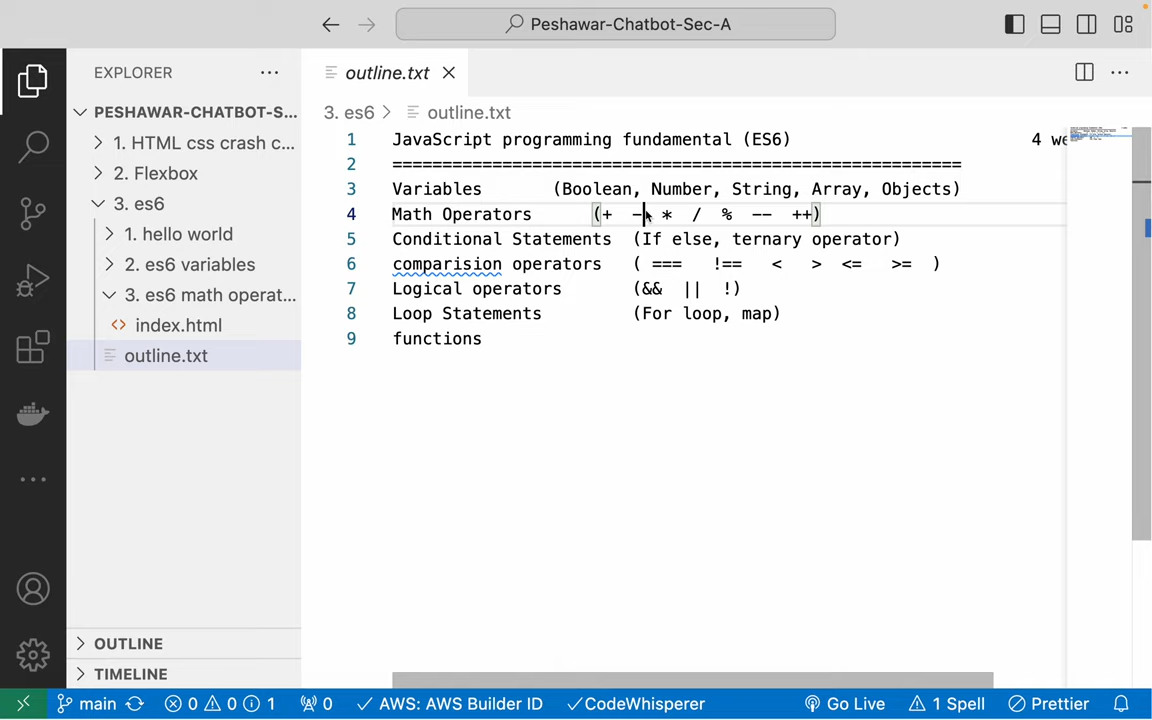 Peshawar-Chatbot-Sec-A
EXPLORER
PESHAWAR-CHATBOT-S...
1. HTML css crash c...
2. Flexbox
3. es6
1. hello world
2. es6 variables
3. es6 math operat...
<> index.html
outline.txt
OUTLINE
TIMELINE
outline.txt
3. es6 > outline.txt
1 JavaScript programming fundamental (ES6) 4 we
2 =========================================================
3 Variables (Boolean, Number, String, Array, Objects)
4 Math Operators (+ - * / % -- ++)
5 Conditional Statements (If else, ternary operator)
6 comparision operators ( === !== < > <= >= )
7 Logical operators (&& || !)
8 Loop Statements (For loop, map)
9 functions
main 0 0 1 0 AWS: AWS Builder ID CodeWhisperer Go Live 1 Spell Prettier